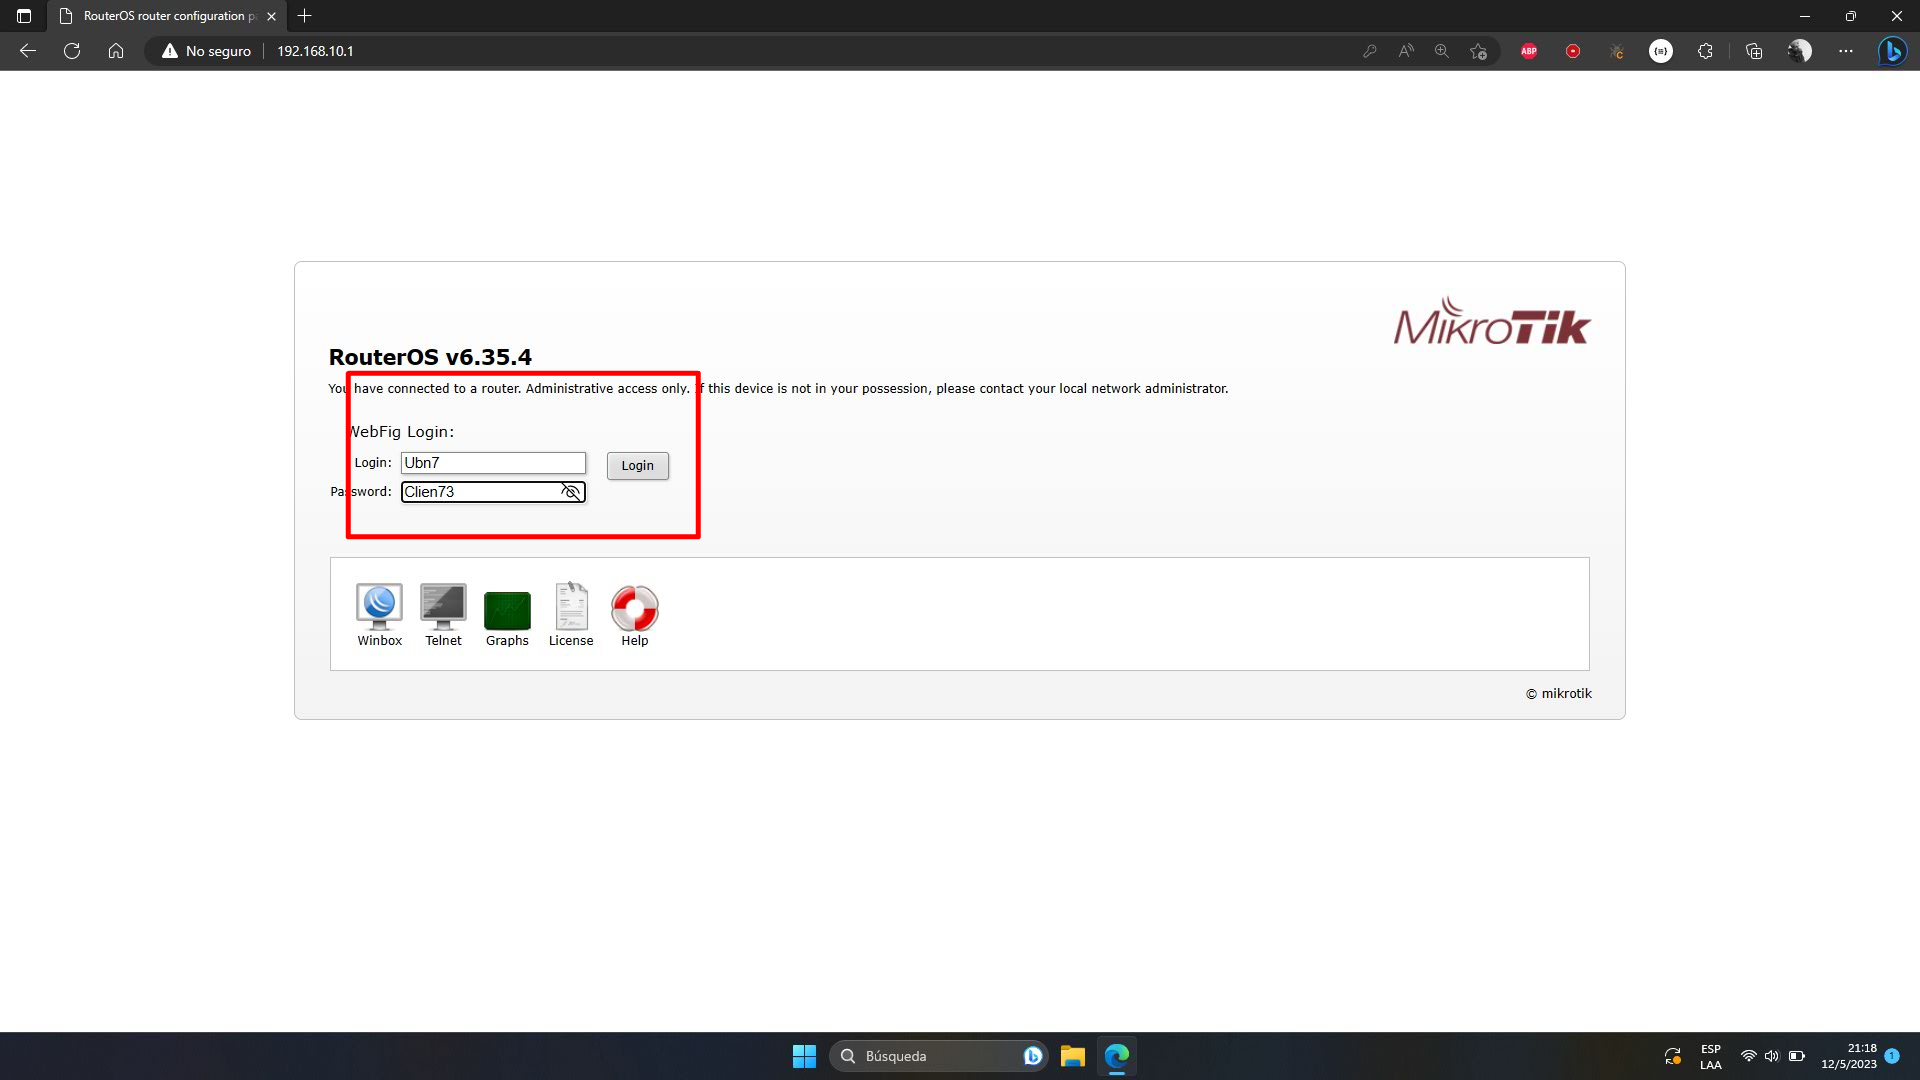 RouterOS router configuration p
No seguro
192.168.10.1
ABP
MikroTik
RouterOS v6.35.4
You have connected to a router. Administrative access only. If this device is not in your possession, please contact your local network administrator.
WebFig Login:
Login: Ubn7
Login
Password: Clien73
Winbox
Telnet
Graphs
License
Help
© mikrotik
Búsqueda
ESP
LAA
21:18
12/5/2023
1